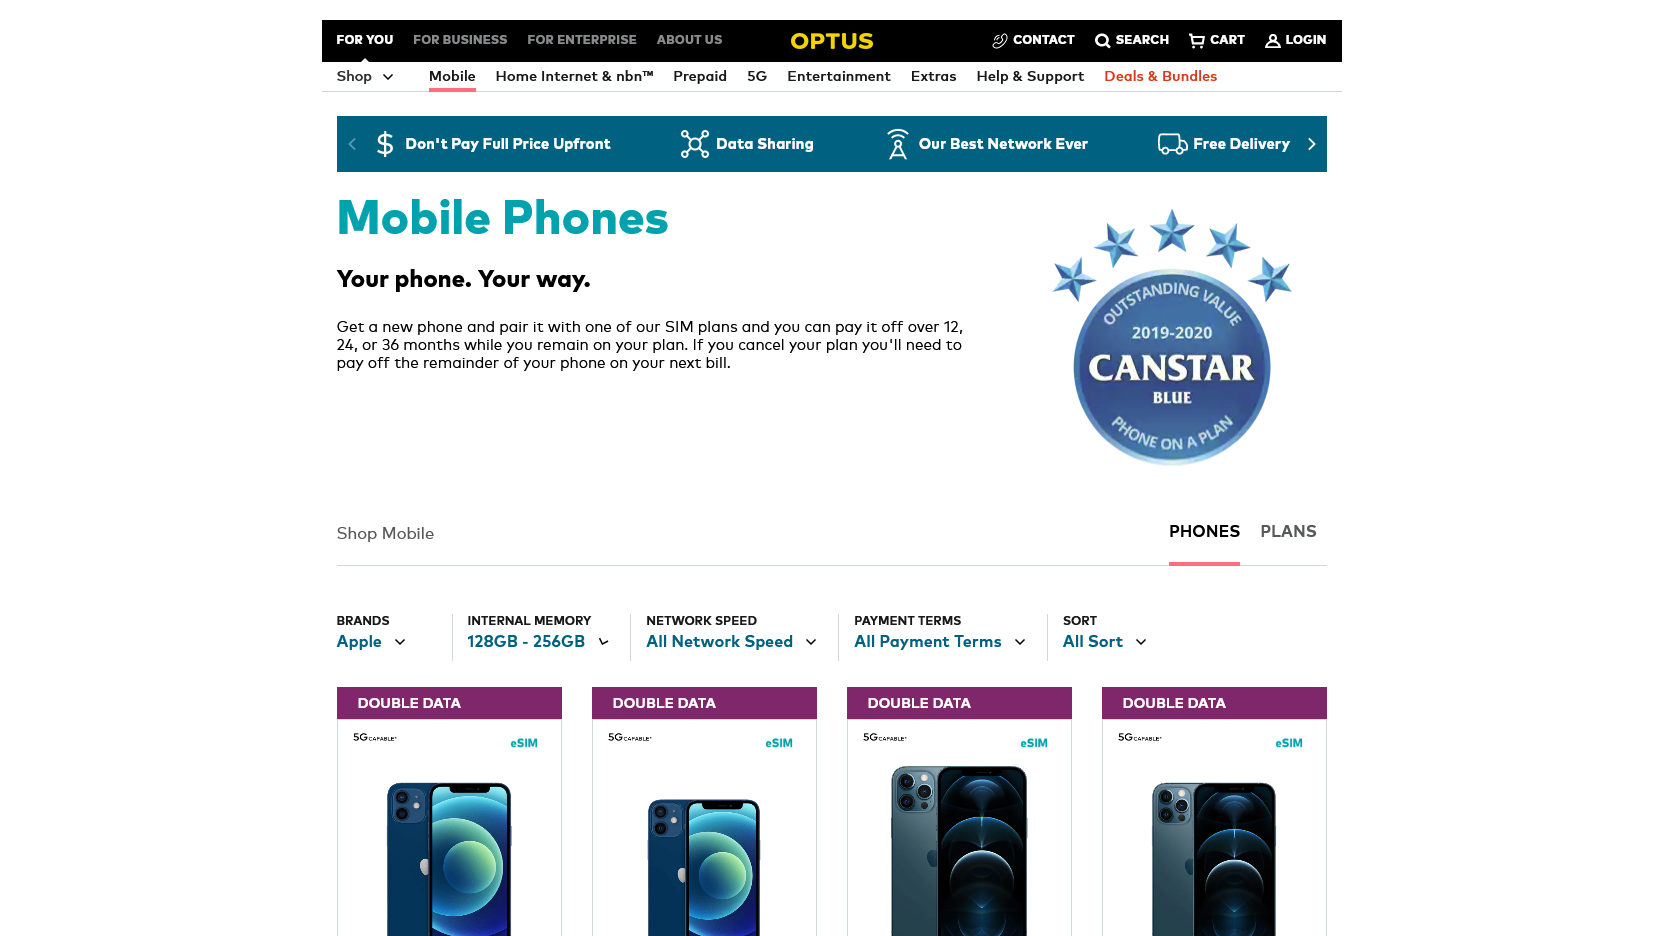 FOR YOU FOR BUSINESS FOR ENTERPRISE ABOUT US OPTUS CONTACT SEARCH CART LOGIN
Shop Mobile Home Internet & nbn™ Prepaid 5G Entertainment Extras Help & Support Deals & Bundles
Don't Pay Full Price Upfront Data Sharing Our Best Network Ever Free Delivery
Mobile Phones
Your phone. Your way.
Get a new phone and pair it with one of our SIM plans and you can pay it off over 12,
24, or 36 months while you remain on your plan. If you cancel your plan you'll need to
pay off the remainder of your phone on your next bill.
OUTSTANDING VALUE
2019-2020
CANSTAR
BLUE
PHONE ON A PLAN
Shop Mobile PHONES PLANS
BRANDS INTERNAL MEMORY NETWORK SPEED PAYMENT TERMS SORT
Apple 128GB - 256GB All Network Speed All Payment Terms All Sort
DOUBLE DATA DOUBLE DATA DOUBLE DATA DOUBLE DATA
5G CAPABLE* eSIM 5G CAPABLE* eSIM 5G CAPABLE* eSIM 5G CAPABLE* eSIM